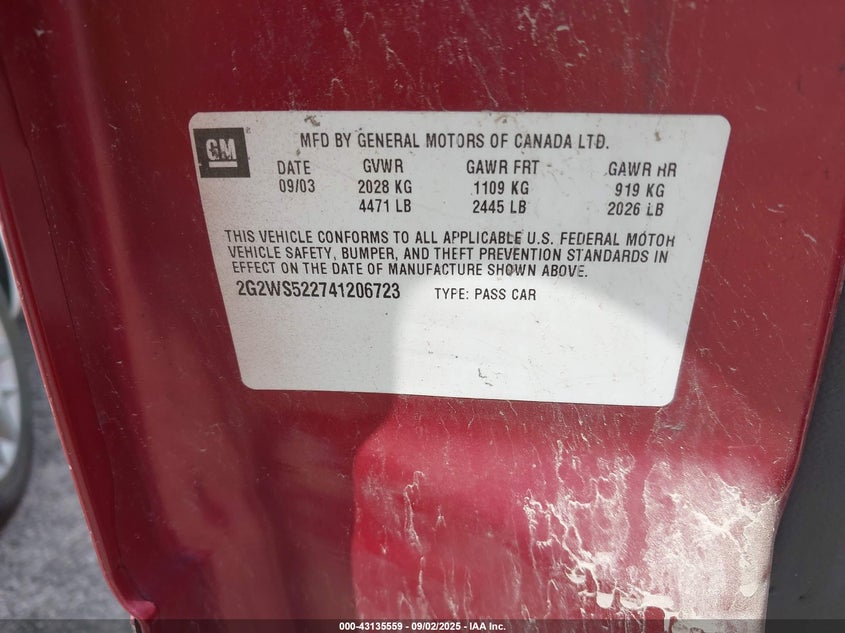 GM
MFD BY GENERAL MOTORS OF CANADA LTD.
DATE GVWR GAWR FRT GAWR RR
09/03 2028 KG 1109 KG 919 KG
4471 LB 2445 LB 2026 LB
THIS VEHICLE CONFORMS TO ALL APPLICABLE U.S. FEDERAL MOTOR
VEHICLE SAFETY, BUMPER, AND THEFT PREVENTION STANDARDS IN
EFFECT ON THE DATE OF MANUFACTURE SHOWN ABOVE.
2G2WS522741206723 TYPE: PASS CAR
000-43135559 - 09/02/2025 - IAA Inc.